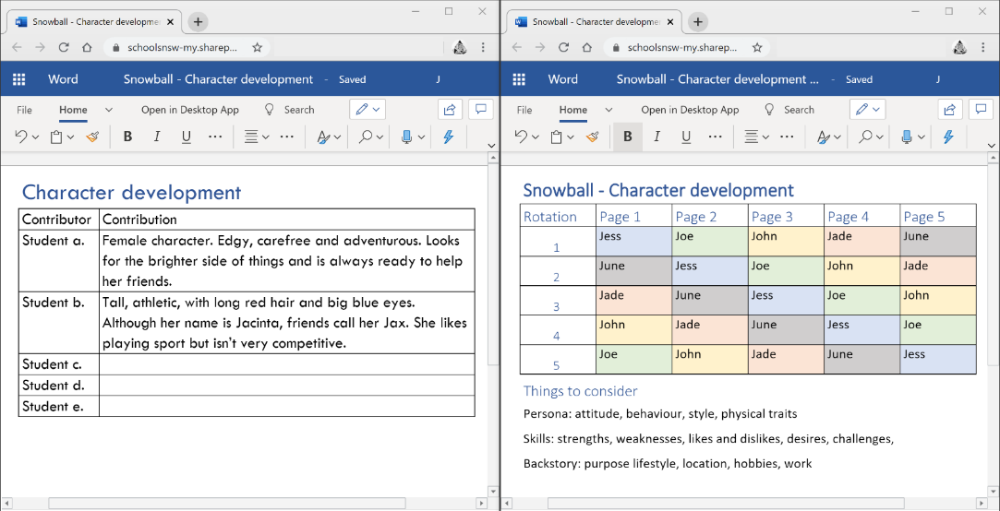 Snowball - Character developme
schoolsnsw-my.sharep...
Word
Snowball - Character development - Saved
J
File
Home
Open in Desktop App
Search
B I U
Character development
Contributor Contribution
Student a. Female character. Edgy, carefree and adventurous. Looks
for the brighter side of things and is always ready to help
her friends.
Student b. Tall, athletic, with long red hair and big blue eyes.
Although her name is Jacinta, friends call her Jax. She likes
playing sport but isn't very competitive.
Student c.
Student d.
Student e.
Snowball - Character developme
schoolsnsw-my.sharep...
Word
Snowball - Character development ... - Saved
J
File
Home
Open in Desktop App
Search
B I U
Snowball - Character development
Rotation Page 1 Page 2 Page 3 Page 4 Page 5
1 Jess Joe John Jade June
2 June Jess Joe John Jade
3 Jade June Jess Joe John
4 John Jade June Jess Joe
5 Joe John Jade June Jess
Things to consider
Persona: attitude, behaviour, style, physical traits
Skills: strengths, weaknesses, likes and dislikes, desires, challenges,
Backstory: purpose lifestyle, location, hobbies, work